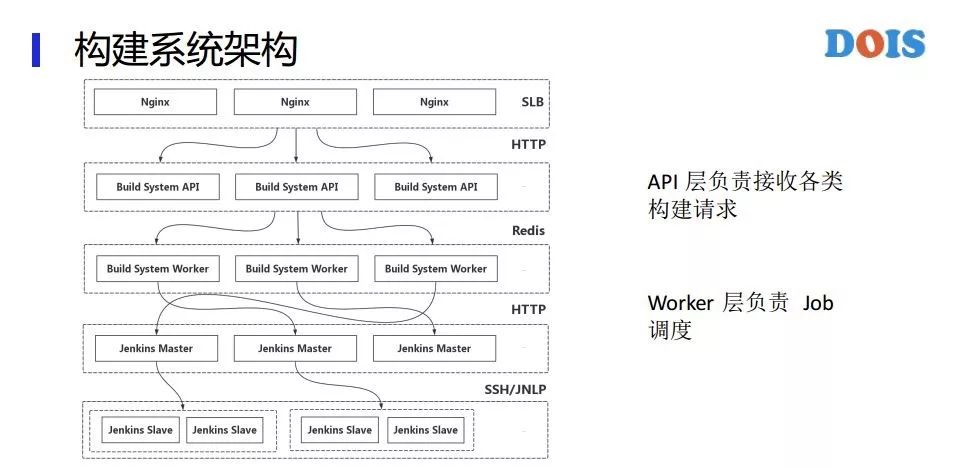 构建系统架构
DOIS
Nginx Nginx Nginx SLB
HTTP
Build System API Build System API Build System API
Redis
Build System Worker Build System Worker Build System Worker
HTTP
Jenkins Master Jenkins Master Jenkins Master
SSH/JNLP
Jenkins Slave Jenkins Slave Jenkins Slave Jenkins Slave
API 层负责接收各类
构建请求
Worker 层负责 Job
调度